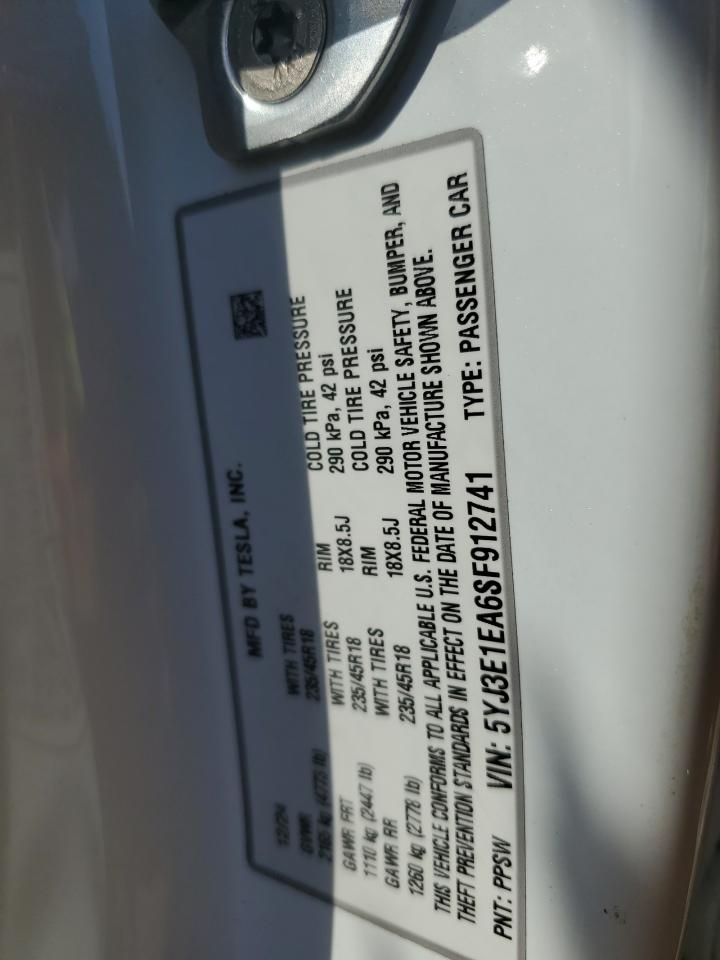 MFD BY TESLA, INC.
12/24
GVWR WITH TIRES COLD TIRE PRESSURE
kg lb) 235/45R18 290 kPa, 42 psi
GAWR FRT WITH TIRES RIM COLD TIRE PRESSURE
1110 kg (2447 lb) 235/45R18 18X8.5J 290 kPa, 42 psi
GAWR RR WITH TIRES RIM
1260 kg (2778 lb) 235/45R18 18X8.5J
THIS VEHICLE CONFORMS TO ALL APPLICABLE U.S. FEDERAL MOTOR VEHICLE SAFETY, BUMPER, AND
THEFT PREVENTION STANDARDS IN EFFECT ON THE DATE OF MANUFACTURE SHOWN ABOVE.
PNT: PPSW VIN: 5YJ3E1EA6SF912741 TYPE: PASSENGER CAR